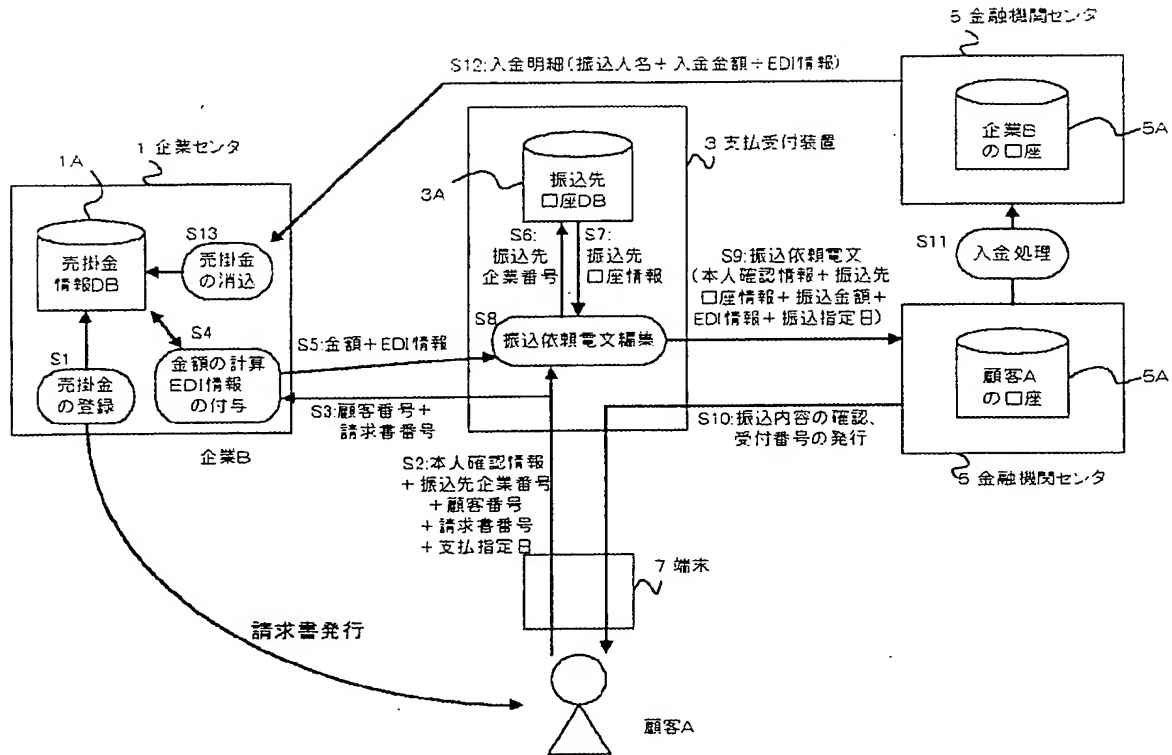 5 金融機関センタ
S12:入金明細(振込人名+入金金額+EDI情報)
企業B
の口座
5A
3 支払受付装置
1 企業センタ
1A
3A
振込先
口座DB
S13
売掛金
の消込
売掛金
情報DB
S6:
振込先
企業番号
S7:
振込先
口座情報
S11
入金処理
S9:振込依頼電文
(本人確認情報+振込先
口座情報+振込金額+
EDI情報+振込指定日)
S8
振込依頼電文編集
S4
金額の計算
EDI情報
の付与
S5:金額+EDI情報
S1
売掛金
の登録
S3:顧客番号+
請求書番号
顧客A
の口座
5A
S10:振込内容の確認、
受付番号の発行
企業B
5 金融機関センタ
S2:本人確認情報
+振込先企業番号
+顧客番号
+請求書番号
+支払指定日
7 端末
請求書発行
顧客A